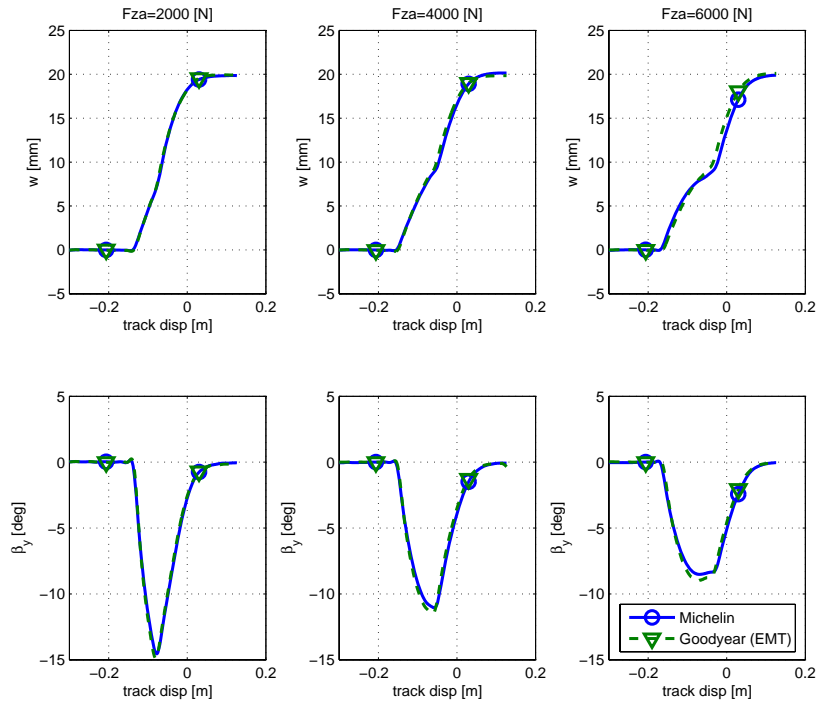 Fza=2000 [N]
Fza=4000 [N]
Fza=6000 [N]
25
20
15
10
5
0
−5
w [mm]
−0.2 0 0.2
track disp [m]
25
20
15
10
5
0
−5
w [mm]
−0.2 0 0.2
track disp [m]
25
20
15
10
5
0
−5
w [mm]
−0.2 0 0.2
track disp [m]
5
0
−5
−10
−15
βy [deg]
−0.2 0 0.2
track disp [m]
5
0
−5
−10
−15
βy [deg]
−0.2 0 0.2
track disp [m]
5
0
−5
−10
−15
βy [deg]
Michelin
Goodyear (EMT)
−0.2 0 0.2
track disp [m]